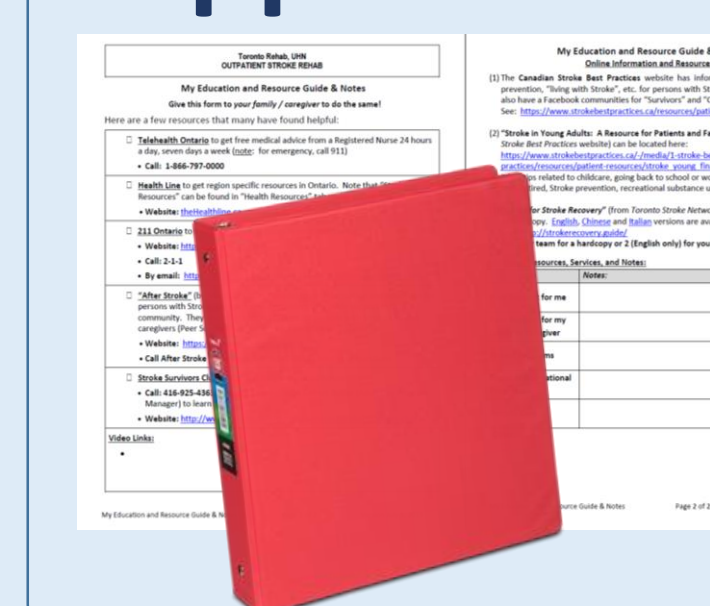 Toronto Rehab, UHN
OUTPATIENT STROKE REHAB
My Education and Resource Guide & Notes
Give this form to your family / caregiver to do the same!
Here are a few resources that many have found helpful:
Telehealth Ontario to get free medical advice from a Registered Nurse 24 hours
a day, seven days a week (note: for emergency, call 911)
• Call: 1-866-797-0000
Health Line to get region specific resources in Ontario. Note that
Resources" can be found in "Health Resources"
• Website: theHealthline
211 Ontario to
• Website: http
• Call: 2-1-1
• By email: http
"After Stroke"
persons with Stro
community. They
caregivers (Peer S
• Website: https:/
• Call After Stroke
Stroke Survivors Cl
• Call: 416-925-436
Manager) to learn
• Website: http://w
Video Links:
•
My Education and Resource Guide & N
My Education and Resource Guide &
Online Information and Resource
(1) The Canadian Stroke Best Practices website has info
prevention, "living with Stroke", etc. for persons with St
also have a Facebook communities for "Survivors" and "C
See: https://www.strokebestpractices.ca/resources/pati
(2) "Stroke in Young Adults: A Resource for Patients and Fa
Stroke Best Practices website) can be located here:
https://www.strokebestpractices.ca/-/media/1-stroke-be
practices/resources/patient-resources/stroke_young_fin
ps related to childcare, going back to school or wo
tired, Stroke prevention, recreational substance u
for Stroke Recovery" (from Toronto Stroke Netwo
opy. English, Chinese and Italian versions are ava
://strokerecovery.guide/
team for a hardcopy or 2 (English only) for you
sources, Services, and Notes:
Notes:
for me
for my
giver
ms
ational
ource Guide & Notes
Page 2 of 2